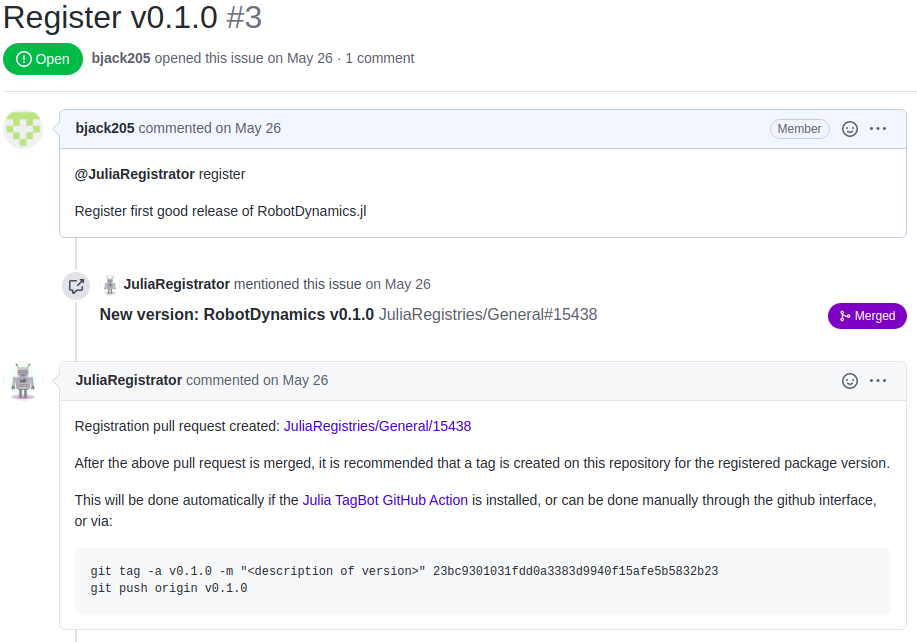 Register v0.1.0 #3
Open bjack205 opened this issue on May 26 · 1 comment
bjack205 commented on May 26 Member
@JuliaRegistrator register
Register first good release of RobotDynamics.jl
JuliaRegistrator mentioned this issue on May 26
New version: RobotDynamics v0.1.0 JuliaRegistries/General#15438 Merged
JuliaRegistrator commented on May 26
Registration pull request created: JuliaRegistries/General/15438
After the above pull request is merged, it is recommended that a tag is created on this repository for the registered package version.
This will be done automatically if the Julia TagBot GitHub Action is installed, or can be done manually through the github interface,
or via:
git tag -a v0.1.0 -m "<description of version>" 23bc9301031fdd0a3383d9940f15afe5b5832b23
git push origin v0.1.0